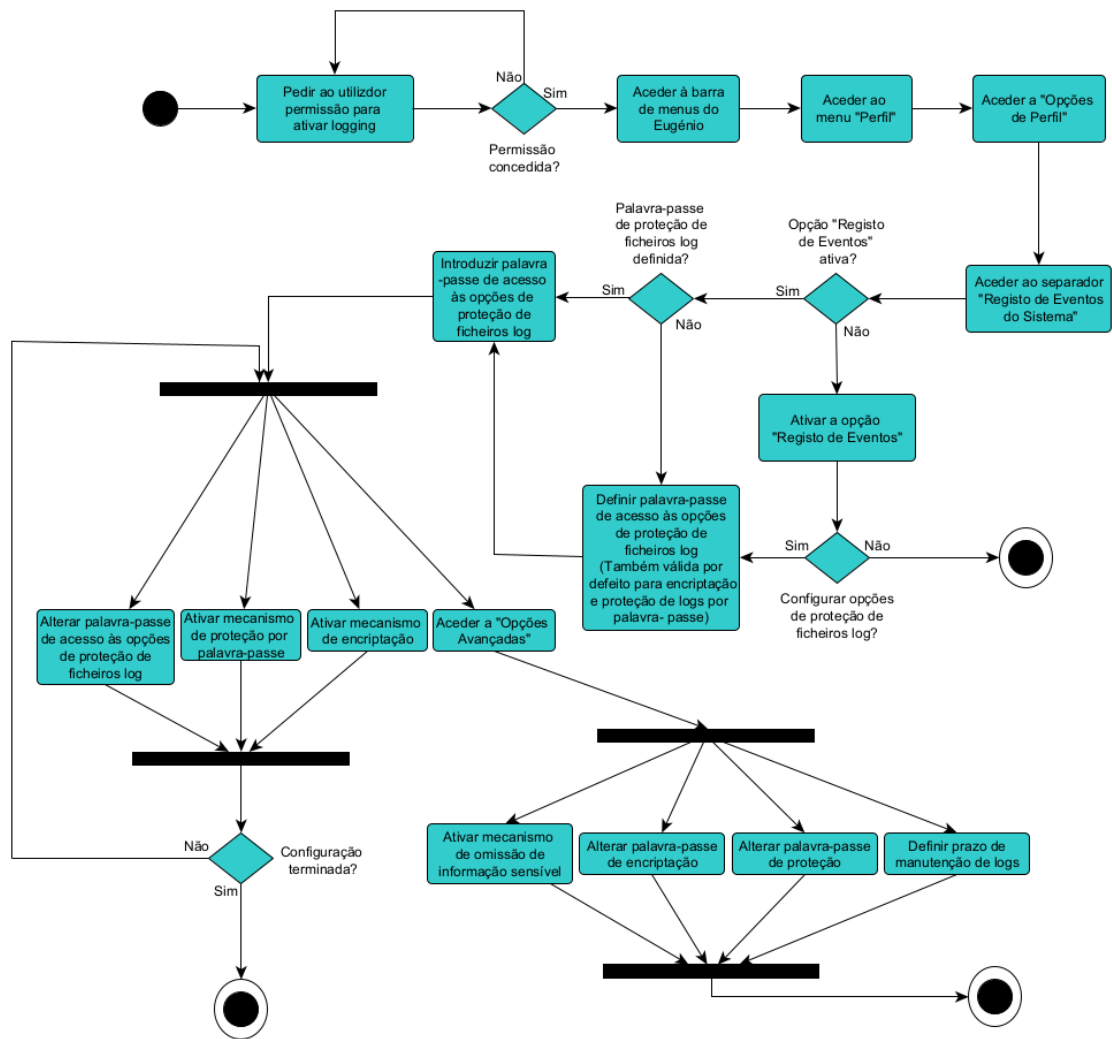 Pedir ao utilizdor
permissão para
ativar logging
Não
Sim
Permissão
concedida?
Aceder à barra
de menus do
Eugénio
Aceder ao
menu "Perfil"
Aceder a "Opções
de Perfil"
Aceder ao separador
"Registo de Eventos
do Sistema"
Opção "Registo
de Eventos"
ativa?
Sim
Não
Palavra-passe
de proteção de
ficheiros log
definida?
Sim
Não
Introduzir palavra
-passe de acesso
às opções de
proteção de
ficheiros log
Ativar a opção
"Registo de Eventos"
Sim
Não
Configurar opções
de proteção de
ficheiros log?
Definir palavra-passe
de acesso às opções
de proteção de
ficheiros log
(Também válida por
defeito para encriptação
e proteção de logs por
palavra- passe)
Alterar palavra-passe
de acesso às opções
de proteção de
ficheiros log
Ativar mecanismo
de proteção por
palavra-passe
Ativar mecanismo
de encriptação
Aceder a "Opções
Avançadas"
Não
Sim
Configuração
terminada?
Ativar mecanismo
de omissão de
informação sensível
Alterar palavra-passe
de encriptação
Alterar palavra-passe
de proteção
Definir prazo de
manutenção de logs